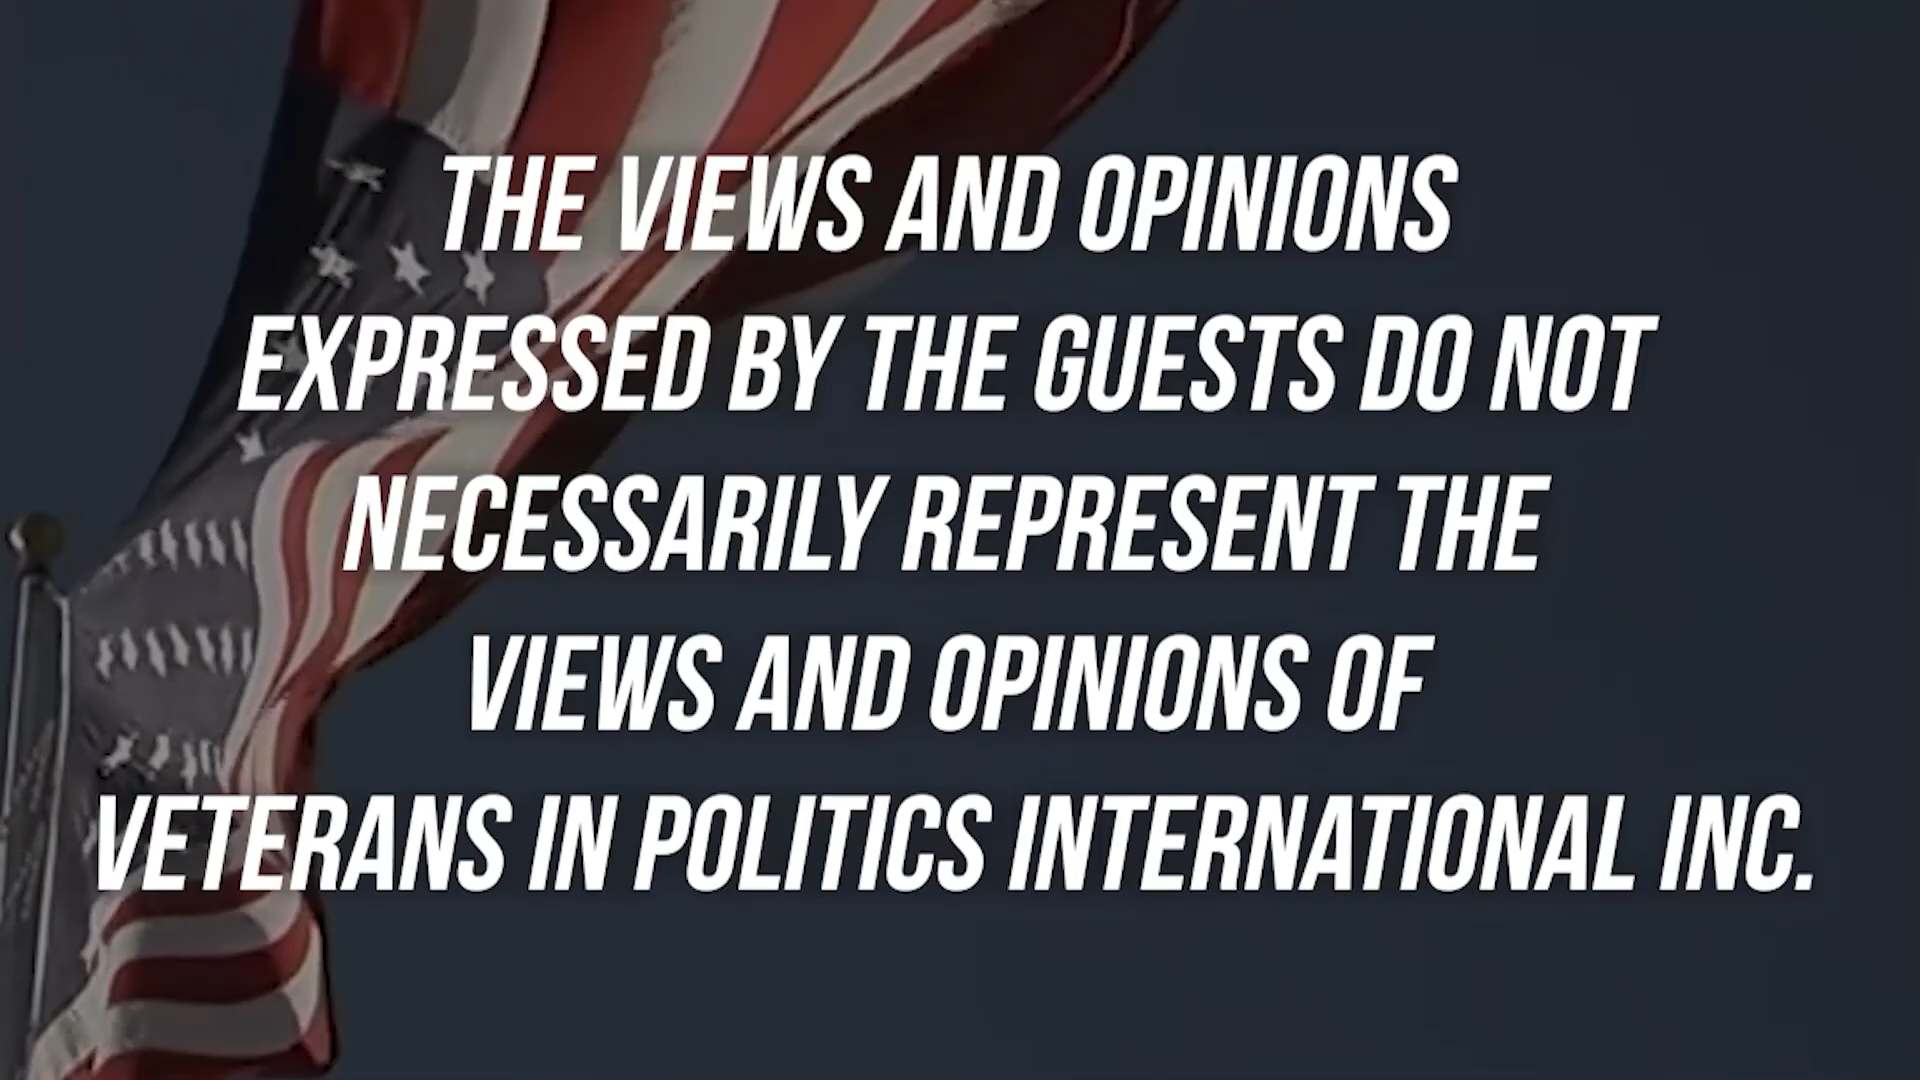 THE VIEWS AND OPINIONS
EXPRESSED BY THE GUESTS DO NOT
NECESSARILY REPRESENT THE
VIEWS AND OPINIONS OF
VETERANS IN POLITICS INTERNATIONAL INC.